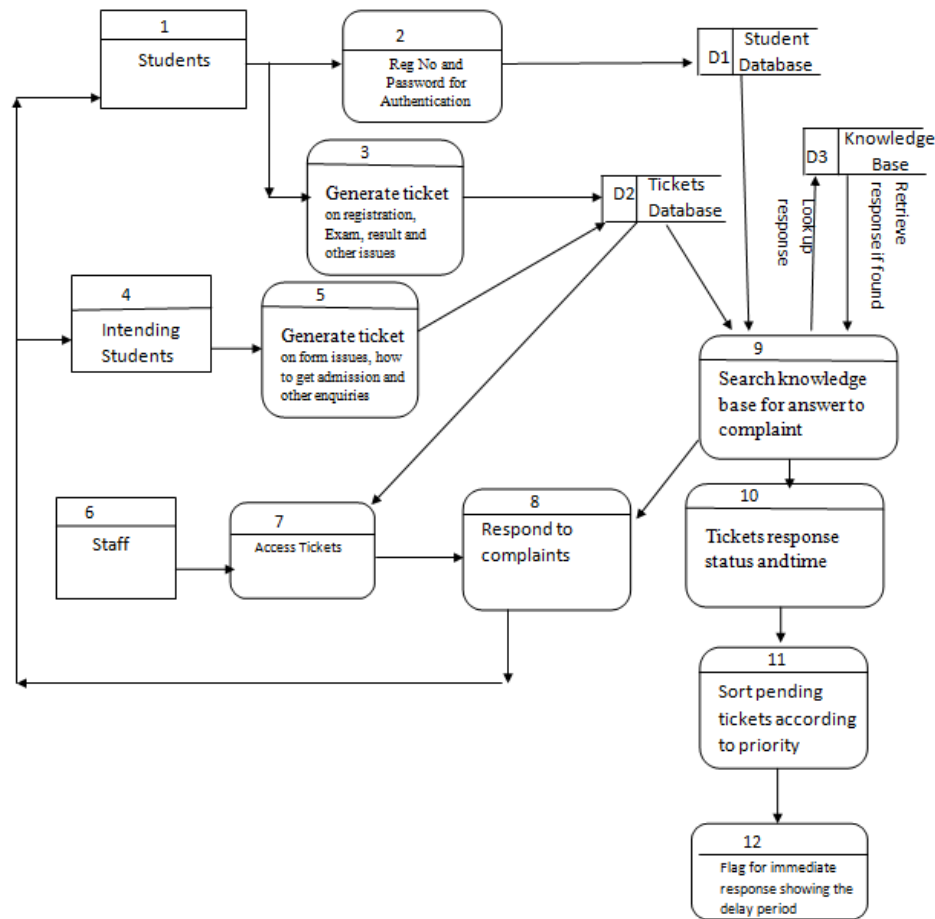 1
Students
2
Reg No and
Password for
Authentication
D1
Student
Database
3
Generate ticket
on registration,
Exam, result and
other issues
D2
Tickets
Database
D3
Knowledge
Base
Look up
response
Retrieve
response if found
4
Intending
Students
5
Generate ticket
on form issues, how
to get admission and
other enquiries
9
Search knowledge
base for answer to
complaint
6
Staff
7
Access Tickets
8
Respond to
complaints
10
Tickets response
status andtime
11
Sort pending
tickets according
to priority
12
Flag for immediate
response showing the
delay period